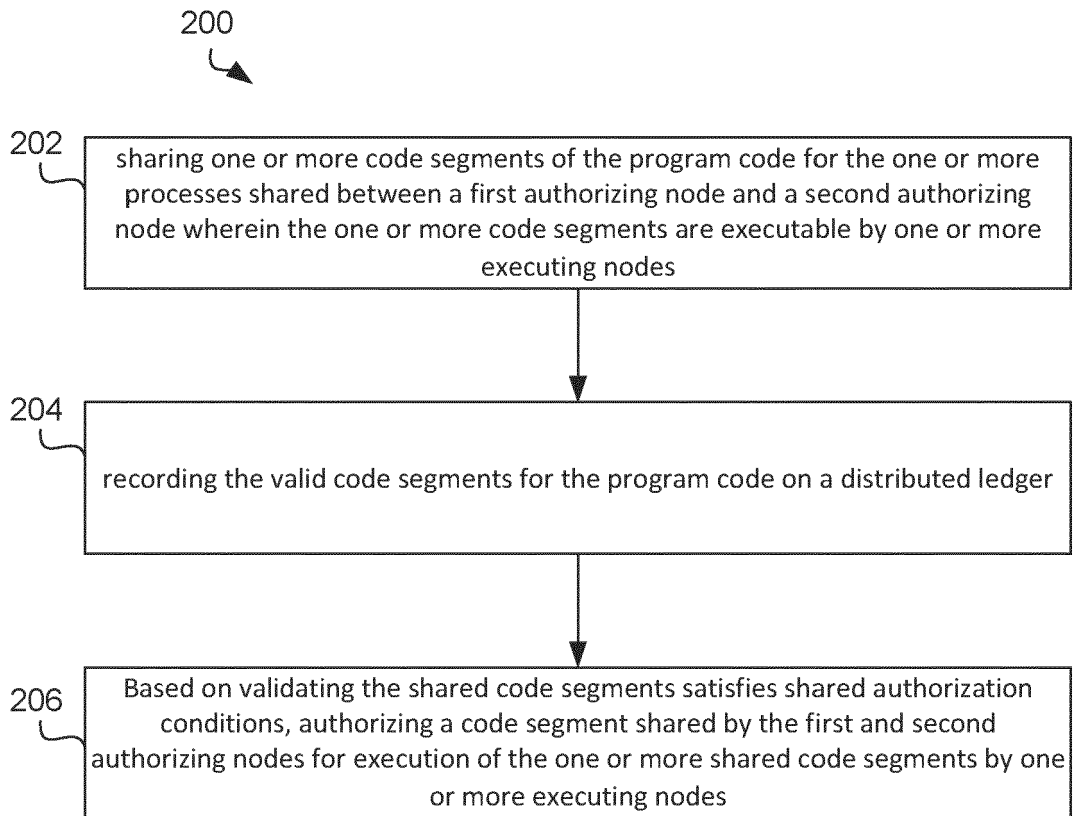 200
202
sharing one or more code segments of the program code for the one or more
processes shared between a first authorizing node and a second authorizing
node wherein the one or more code segments are executable by one or more
executing nodes
204
recording the valid code segments for the program code on a distributed ledger
206
Based on validating the shared code segments satisfies shared authorization
conditions, authorizing a code segment shared by the first and second
authorizing nodes for execution of the one or more shared code segments by one
or more executing nodes